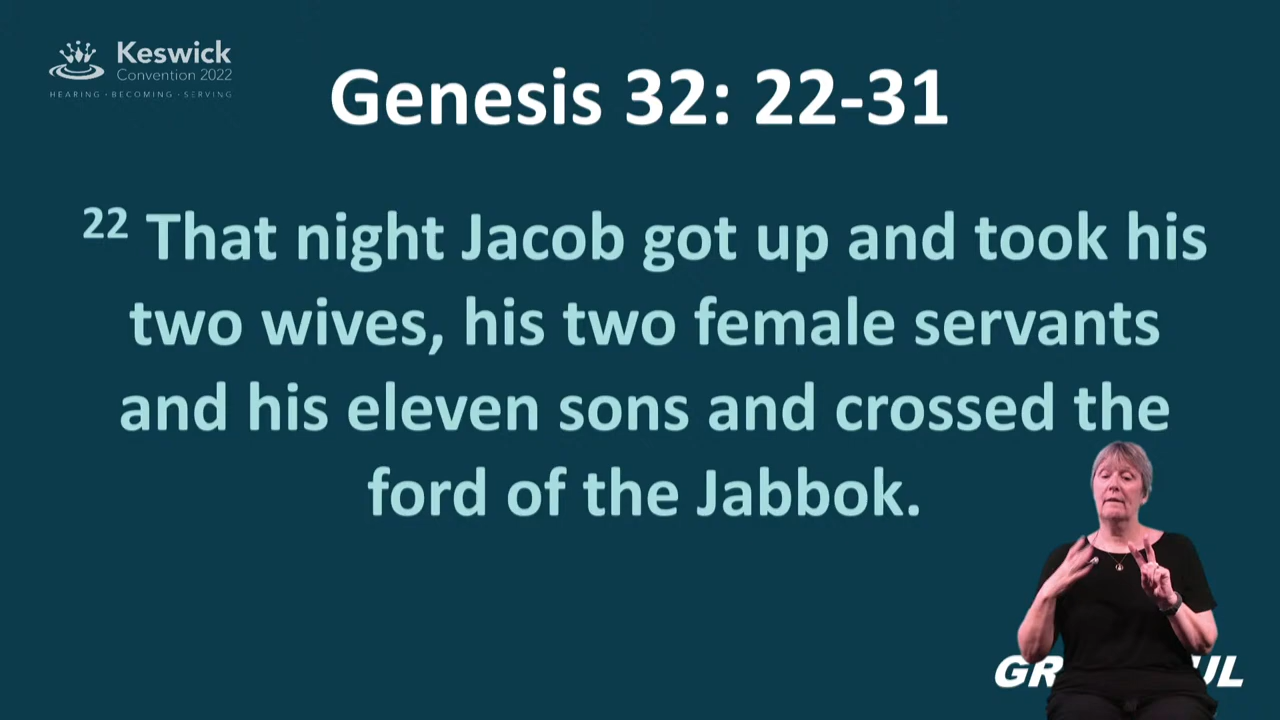 Keswick
Convention 2022
HEARING · BECOMING · SERVING
Genesis 32: 22-31
22 That night Jacob got up and took his
two wives, his two female servants
and his eleven sons and crossed the
ford of the Jabbok.